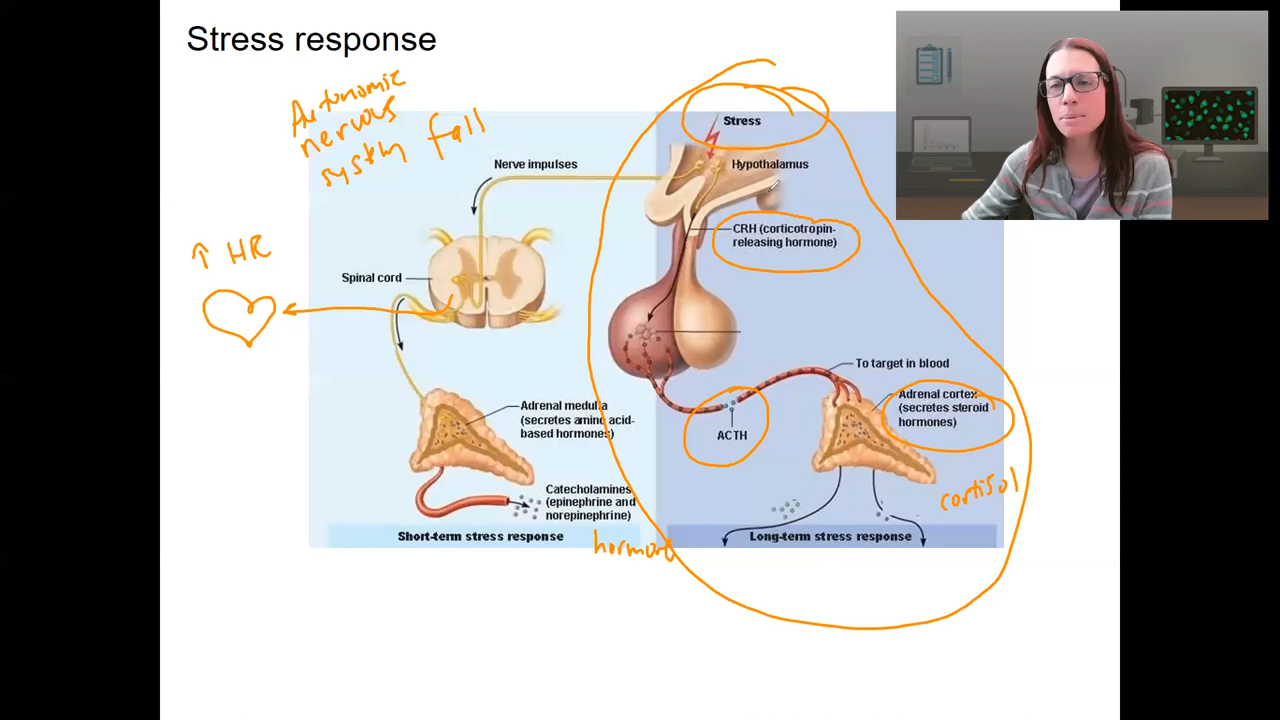 Stress response
Autonomic
nervous
system fall
Stress
Nerve impulses
Hypothalamus
CRH (corticotropin-
releasing hormone)
↑ HR
Spinal cord
To target in blood
Adrenal cortex
(secretes steroid
hormones)
Adrenal medulla
(secretes amino acid-
based hormones)
ACTH
cortisol
Catecholamines
(epinephrine and
norepinephrine)
Short-term stress response
Long-term stress response
hormone